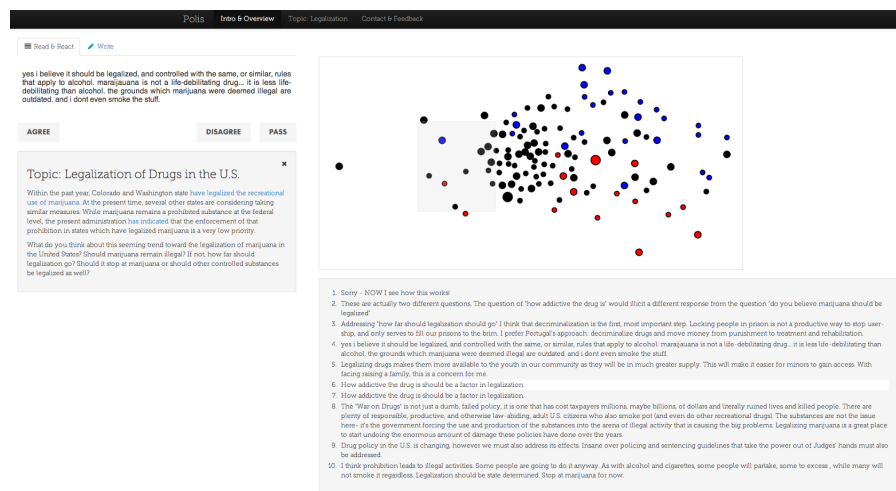 Polis Intro & Overview Topic: Legalization Contact & Feedback
Read & React Write
yes i believe it should be legalized, and controlled with the same, or similar, rules
that apply to alcohol. maraijauana is not a life-debilitating drug... it is less life-
debilitating than alcohol. the grounds which marijuana were deemed illegal are
outdated. and i dont even smoke the stuff.
AGREE DISAGREE PASS
Topic: Legalization of Drugs in the U.S.
Within the past year, Colorado and Washington state have legalized the recreational
use of marijuana. At the present time, several other states are considering taking
similar measures. While marijuana remains a prohibited substance at the federal
level, the present administration has indicated that the enforcement of that
prohibition in states which have legalized marijuana is a very low priority.
What do you think about this seeming trend toward the legalization of marijuana in
the United States? Should marijuana remain illegal? If not, how far should
legalization go? Should it stop at marijuana or should other controlled substances
be legalized as well?
1. Sorry - NOW I see how this works!
2. These are actually two different questions. The question of "how addictive the drug is" would illicit a different response from the question "do you believe marijuana should be
legalized"
3. Addressing "how far should legalization should go" I think that decriminalization is the first, most important step. Locking people in prison is not a productive way to stop user-
ship, and only serves to fill our prisons to the brim. I prefer Portugal's approach: decriminalize drugs and move money from punishment to treatment and rehabilitation.
4. yes i believe it should be legalized, and controlled with the same, or similar, rules that apply to alcohol. maraijauana is not a life-debilitating drug... it is less life-debilitating than
alcohol. the grounds which marijuana were deemed illegal are outdated. and i dont even smoke the stuff.
5. Legalizing drugs makes them more available to the youth in our community as they will be in much greater supply. This will make it easier for minors to gain access. With
facing raising a family, this is a concern for me.
6. How addictive the drug is should be a factor in legalization.
7. How addictive the drug is should be a factor in legalization.
8. The "War on Drugs" is not just a dumb, failed policy, it is one that has cost taxpayers millions, maybe billions, of dollars and literally ruined lives and killed people. There are
plenty of responsible, productive, and otherwise law-abiding, adult U.S. citizens who also smoke pot (and even do other recreational drugs). The substances are not the issue
here- it's the government forcing the use and production of the substances into the arena of illegal activity that is causing the big problems. Legalizing marijuana is a great place
to start undoing the enormous amount of damage these policies have done over the years.
9. Drug policy in the U.S. is changing, however we must also address its effects. Insane over policing and sentencing guidelines that take the power out of Judges' hands must also
be addressed.
10. I think prohibition leads to illegal activities. Some people are going to do it anyway. As with alcohol and cigarettes, some people will partake, some to excess , while many will
not smoke it regardless. Legalization should be state determined. Stop at marijuana for now.